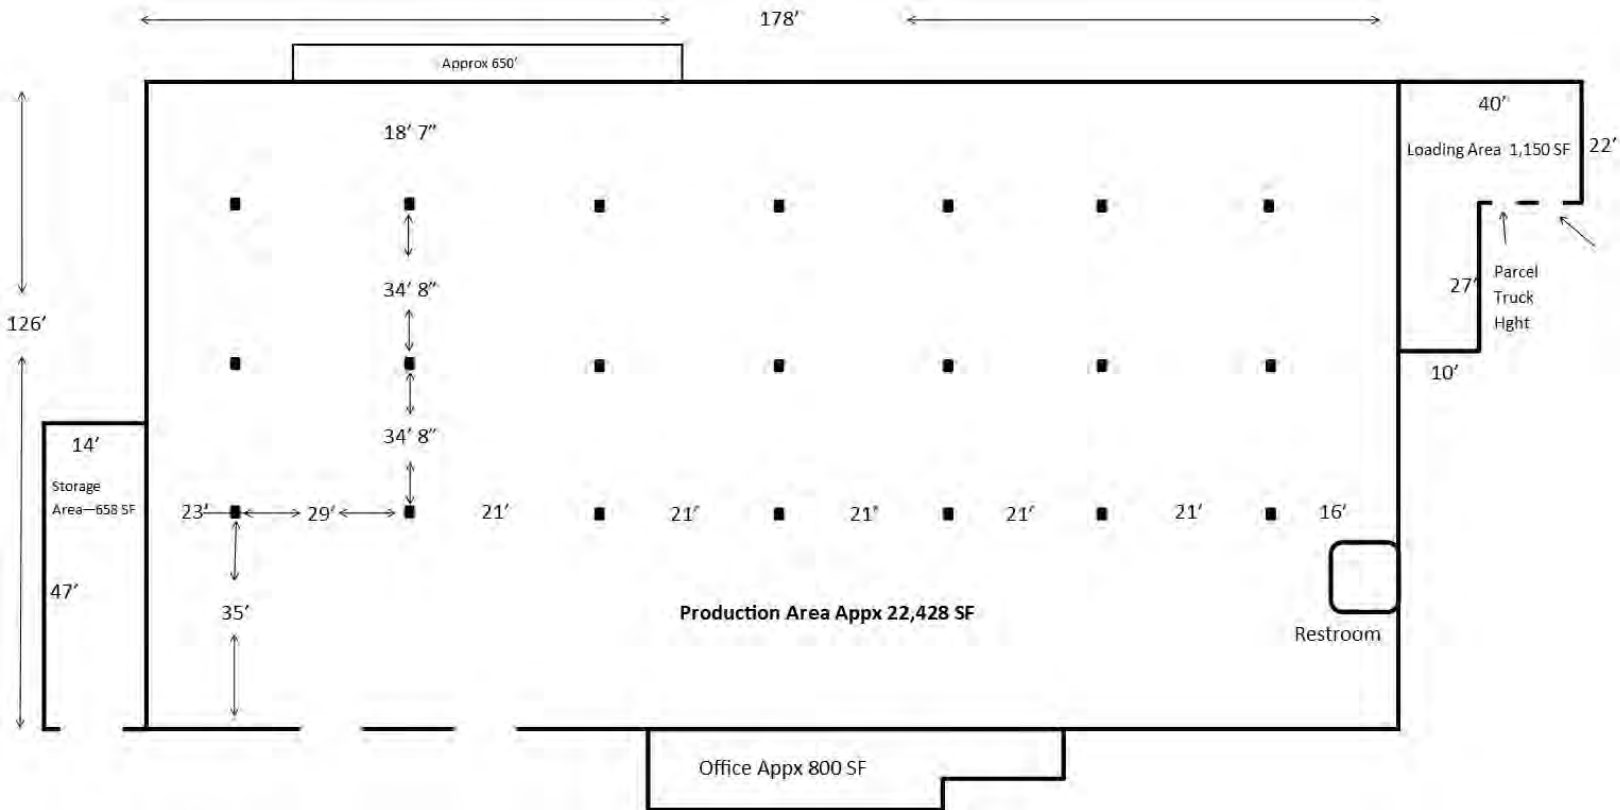 178′
Approx 650′
40′
18′ 7″
Loading Area 1,150 SF
22′
34′ 8″
27′
Parcel
Truck
Hght
126′
10′
34′ 8″
14′
Storage
Area—658 SF
23′
29′
21′
21′
21′
21′
21′
16′
47′
35′
Production Area Appx 22,428 SF
Restroom
Office Appx 800 SF